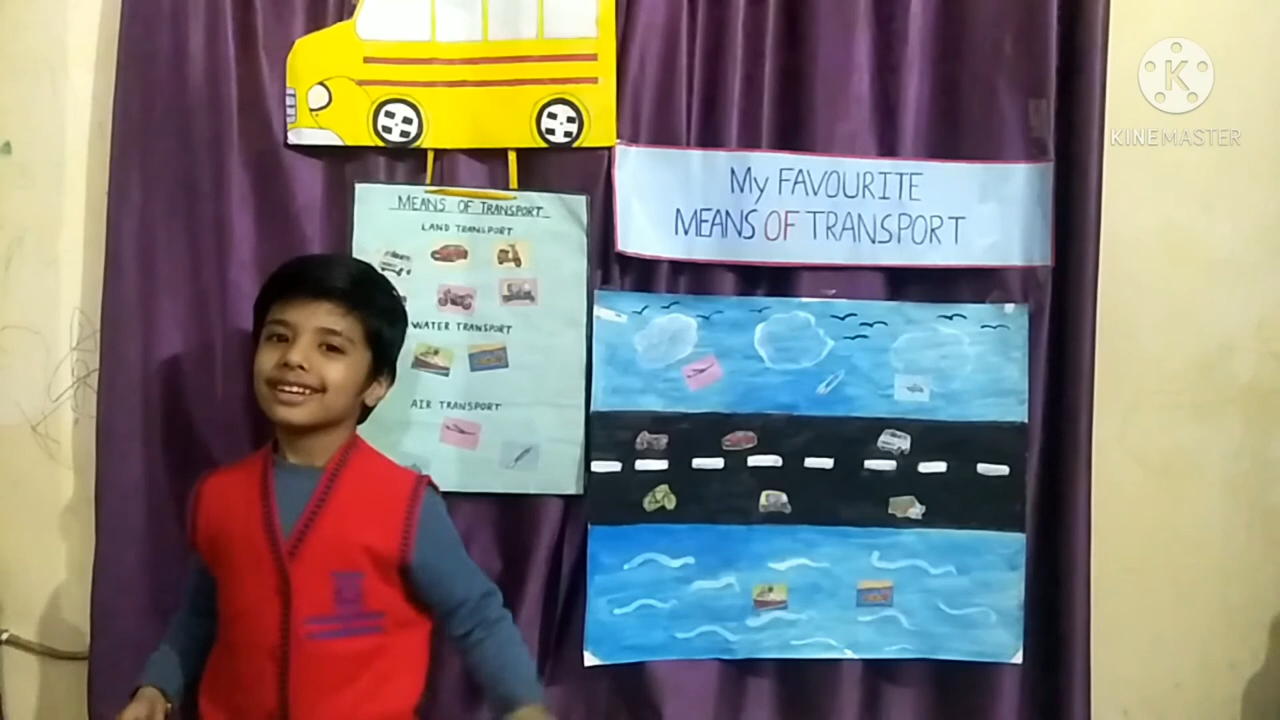 K
KINEMASTER
My FAVOURITE
MEANS OF TRANSPORT
MEANS OF TRANSPORT
LAND TRANSPORT
WATER TRANSPORT
AIR TRANSPORT